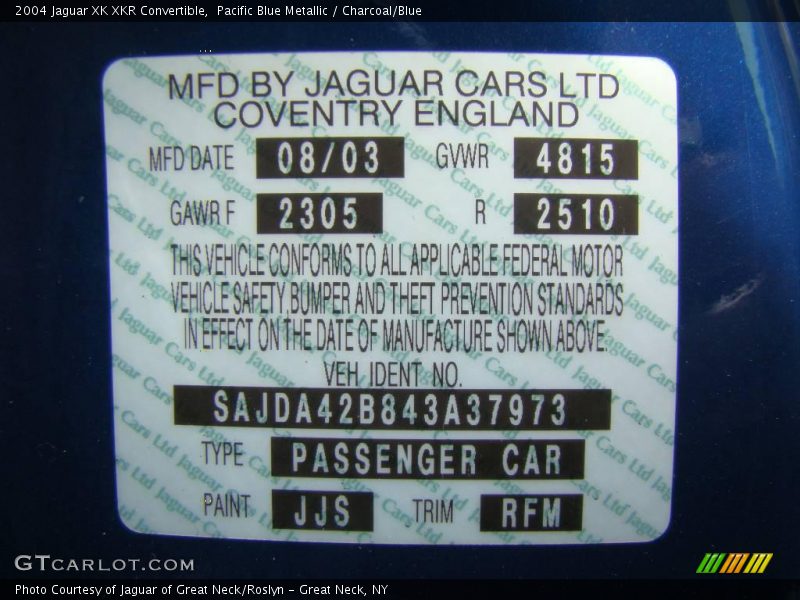 2004 Jaguar XK XKR Convertible,  Pacific Blue Metallic / Charcoal/Blue
MFD BY JAGUAR CARS LTD
COVENTRY ENGLAND
MFD DATE 08/03 GVWR 4815
GAWR F 2305 R 2510
THIS VEHICLE CONFORMS TO ALL APPLICABLE FEDERAL MOTOR
VEHICLE SAFETY BUMPER AND THEFT PREVENTION STANDARDS
IN EFFECT ON THE DATE OF MANUFACTURE SHOWN ABOVE.
VEH. IDENT. NO.
SAJDA42B843A37973
TYPE PASSENGER CAR
PAINT JJS TRIM RFM
GTCARLOT.COM
Photo Courtesy of Jaguar of Great Neck/Roslyn - Great Neck, NY